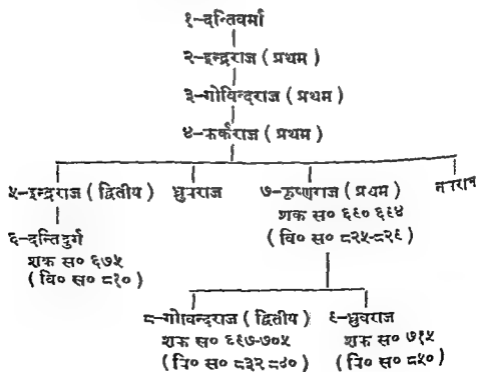 १-दन्तिवर्मा
२-इन्द्रराज ( प्रथम )
३-गोविन्दराज ( प्रथम )
४-कर्कराज ( प्रथम )
५-इन्द्रराज ( द्वितीय ) ध्रुवराज ७-कृष्णराज ( प्रथम )
शक स० ६९० ६९४
६-दन्तिदुर्ग
( वि० स० ८२५-८२९ )
शक स० ६७५
( वि० स० ८१० )
८-गोविन्दराज ( द्वितीय ) ९-ध्रुवराज
शक स० ६९७-७०५ शक स० ७१५
( वि० स० ८३२ ८४० ) ( वि० स० ८५० )